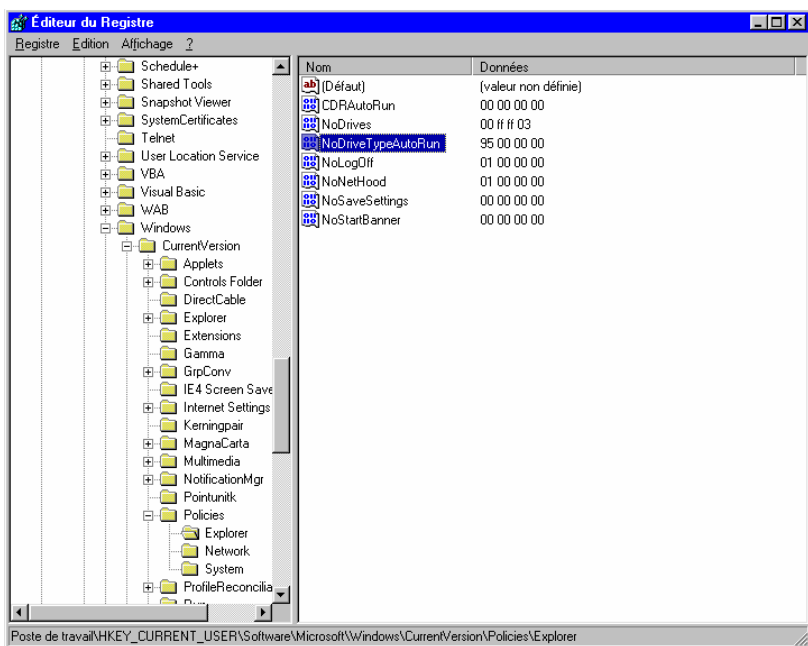 Éditeur du Registre
Registre Edition Affichage ?
Schedule+
Shared Tools
Snapshot Viewer
SystemCertificates
Telnet
User Location Service
VBA
Visual Basic
WAB
Windows
CurrentVersion
Applets
Controls Folder
DirectCable
Explorer
Extensions
Gamma
GrpConv
IE4 Screen Save
Internet Settings
Kerningpair
MagnaCarta
Multimedia
NotificationMgr
Pointunitk
Policies
Explorer
Network
System
ProfileReconcilia
Nom Données
(Défaut) (valeur non définie)
CDRAutoRun 00 00 00 00
NoDrives 00 ff ff 03
NoDriveTypeAutoRun 95 00 00 00
NoLogOff 01 00 00 00
NoNetHood 01 00 00 00
NoSaveSettings 00 00 00 00
NoStartBanner 00 00 00 00
Poste de travail\HKEY_CURRENT_USER\Software\Microsoft\Windows\CurrentVersion\Policies\Explorer